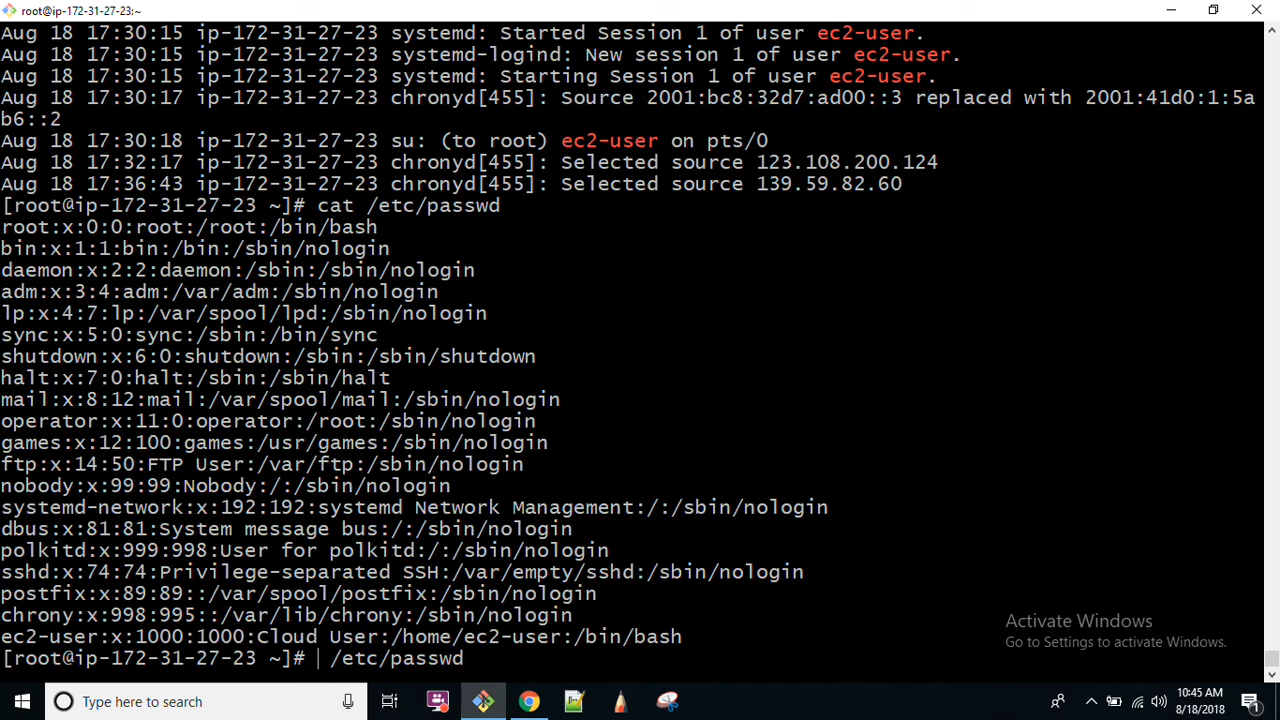 root@ip-172-31-27-23:~
Aug 18 17:30:15 ip-172-31-27-23 systemd: Started Session 1 of user ec2-user.
Aug 18 17:30:15 ip-172-31-27-23 systemd-logind: New session 1 of user ec2-user.
Aug 18 17:30:15 ip-172-31-27-23 systemd: Starting Session 1 of user ec2-user.
Aug 18 17:30:17 ip-172-31-27-23 chronyd[455]: Source 2001:bc8:32d7:ad00::3 replaced with 2001:41d0:1:5a
b6::2
Aug 18 17:30:18 ip-172-31-27-23 su: (to root) ec2-user on pts/0
Aug 18 17:32:17 ip-172-31-27-23 chronyd[455]: Selected source 123.108.200.124
Aug 18 17:36:43 ip-172-31-27-23 chronyd[455]: Selected source 139.59.82.60
[root@ip-172-31-27-23 ~]# cat /etc/passwd
root:x:0:0:root:/root:/bin/bash
bin:x:1:1:bin:/bin:/sbin/nologin
daemon:x:2:2:daemon:/sbin:/sbin/nologin
adm:x:3:4:adm:/var/adm:/sbin/nologin
lp:x:4:7:lp:/var/spool/lpd:/sbin/nologin
sync:x:5:0:sync:/sbin:/bin/sync
shutdown:x:6:0:shutdown:/sbin:/sbin/shutdown
halt:x:7:0:halt:/sbin:/sbin/halt
mail:x:8:12:mail:/var/spool/mail:/sbin/nologin
operator:x:11:0:operator:/root:/sbin/nologin
games:x:12:100:games:/usr/games:/sbin/nologin
ftp:x:14:50:FTP User:/var/ftp:/sbin/nologin
nobody:x:99:99:Nobody:/:/sbin/nologin
systemd-network:x:192:192:systemd Network Management:/:/sbin/nologin
dbus:x:81:81:System message bus:/:/sbin/nologin
polkitd:x:999:998:User for polkitd:/:/sbin/nologin
sshd:x:74:74:Privilege-separated SSH:/var/empty/sshd:/sbin/nologin
postfix:x:89:89::/var/spool/postfix:/sbin/nologin
chrony:x:998:995::/var/lib/chrony:/sbin/nologin
ec2-user:x:1000:1000:Cloud User:/home/ec2-user:/bin/bash
[root@ip-172-31-27-23 ~]# /etc/passwd
Activate Windows
Go to Settings to activate Windows.
Type here to search
10:45 AM
8/18/2018
1